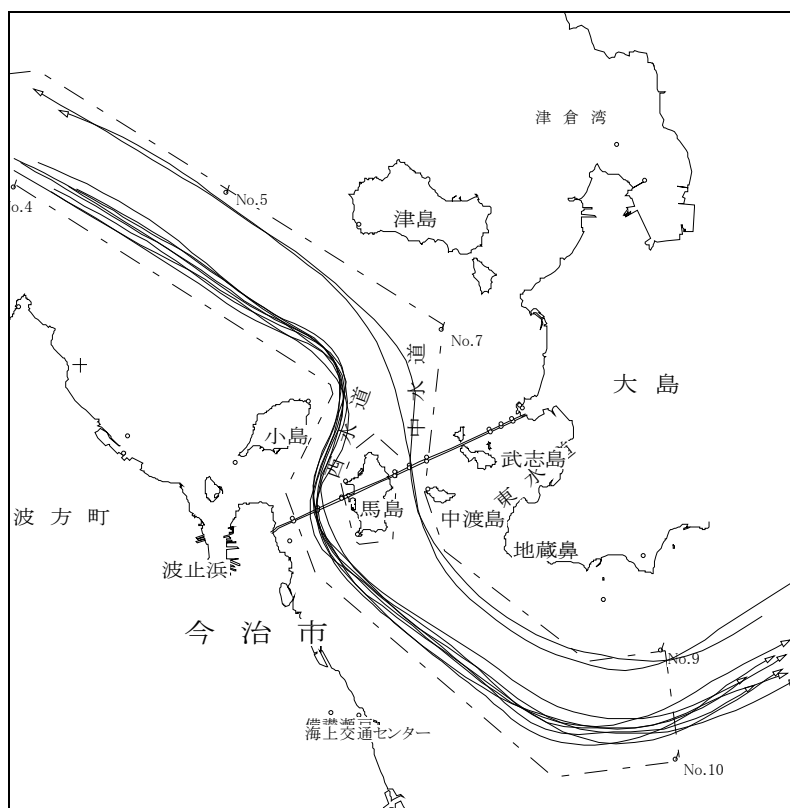 津倉湾
No.5
津島
No.4
No.7
大島
中水道
西水道
小島
武志島
東水道
馬島
中渡島
波方町
地蔵鼻
波止浜
今治市
No.9
備讃瀬戸
海上交通センター
No.10